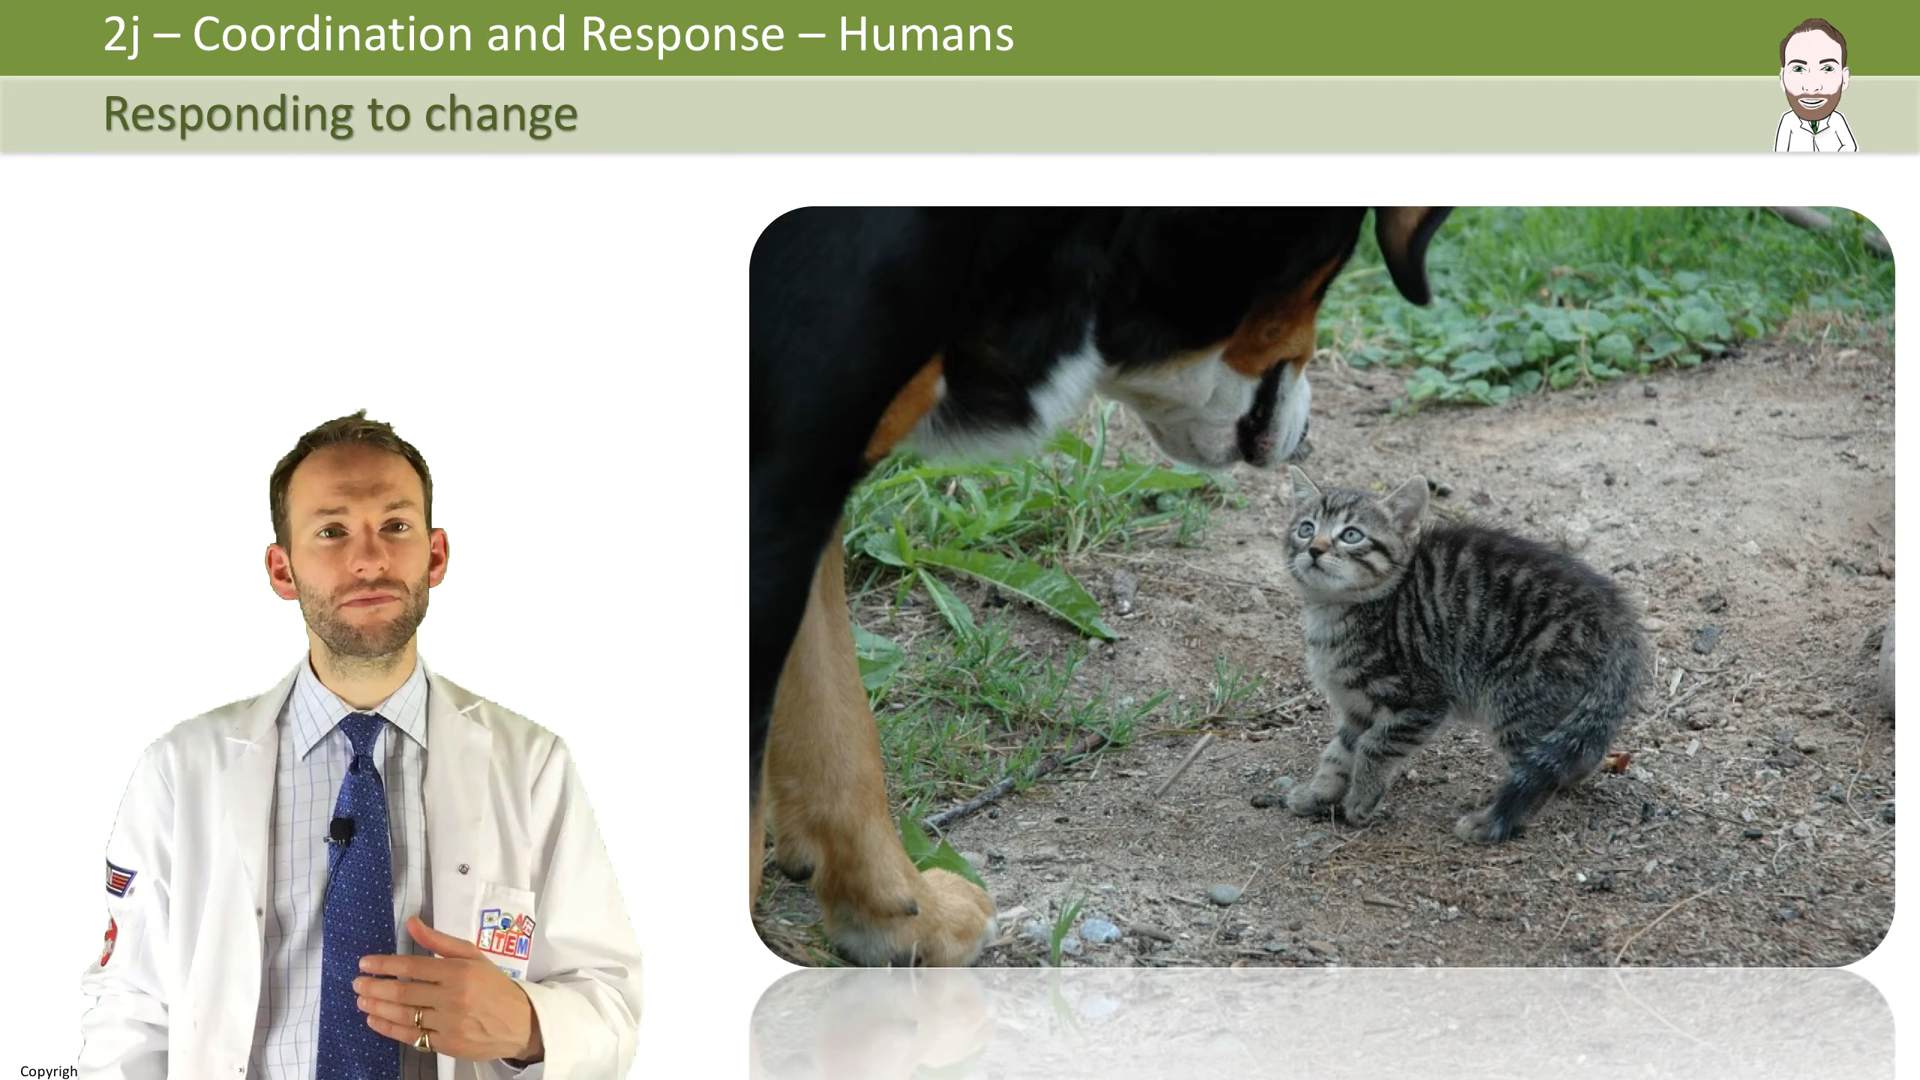 2j – Coordination and Response – Humans
Responding to change
STEM
Copyrigh